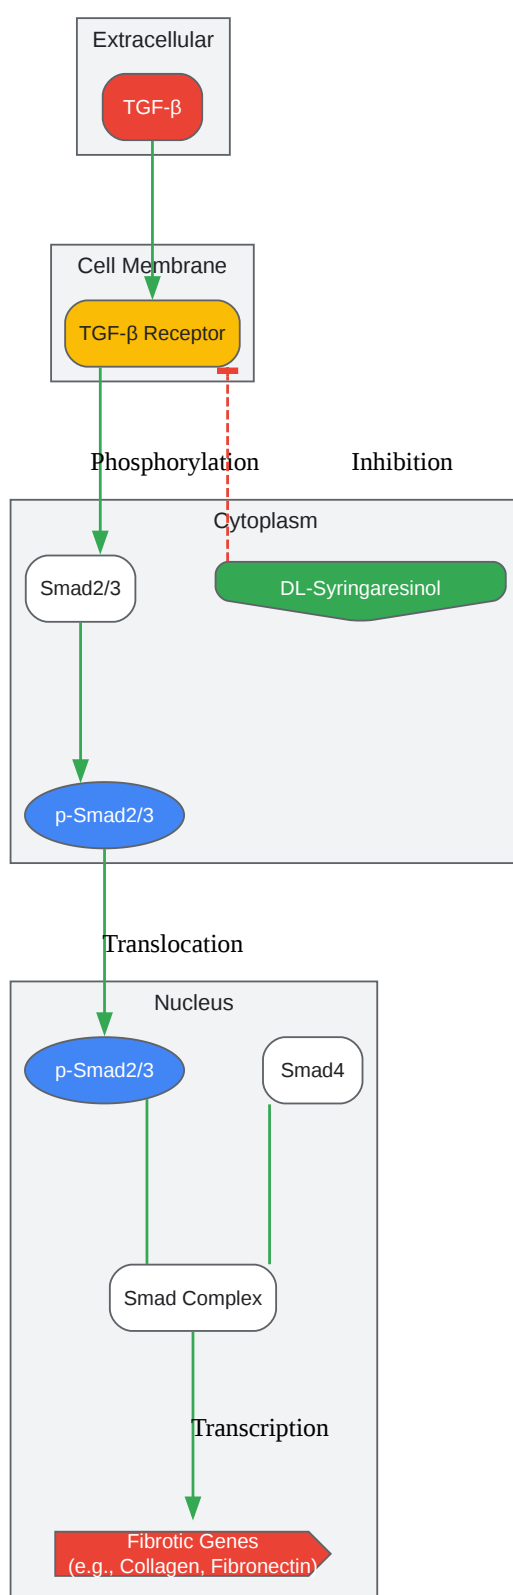 Extracellular
TGF-β
Cell Membrane
TGF-β Receptor
Phosphorylation
Inhibition
Cytoplasm
Smad2/3
DL-Syringaresinol
p-Smad2/3
Translocation
Nucleus
p-Smad2/3
Smad4
Smad Complex
Transcription
Fibrotic Genes
(e.g., Collagen, Fibronectin)